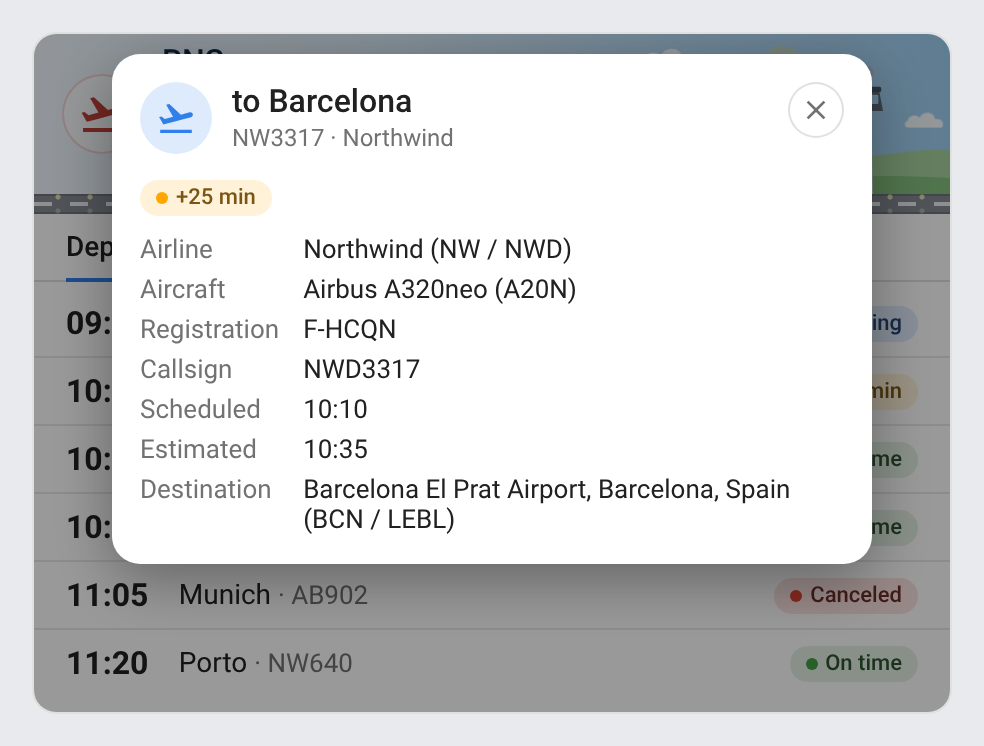 to Barcelona
NW3317 · Northwind
+25 min
Airline Northwind (NW / NWD)
Aircraft Airbus A320neo (A20N)
Registration F-HCQN
Callsign NWD3317
Scheduled 10:10
Estimated 10:35
Destination Barcelona El Prat Airport, Barcelona, Spain
(BCN / LEBL)
11:05 Munich · AB902 Canceled
11:20 Porto · NW640 On time